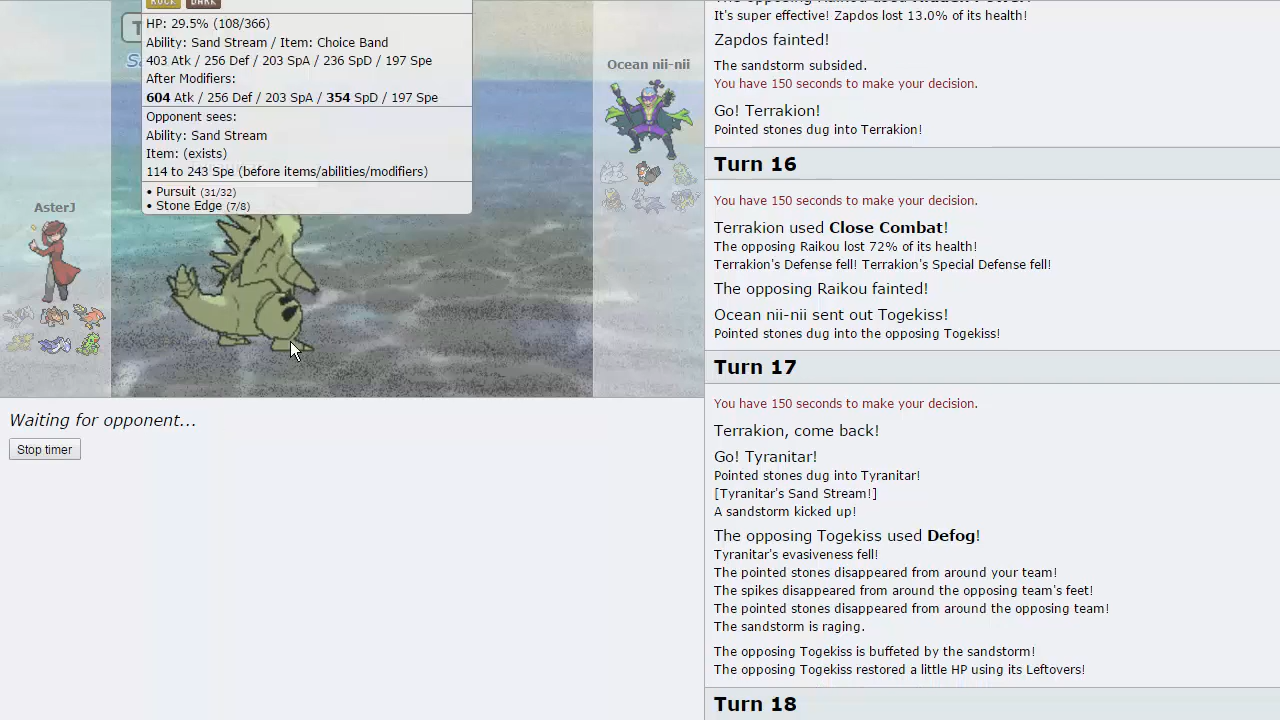 ROCK DARK
HP: 29.5% (108/366)
Ability: Sand Stream / Item: Choice Band
403 Atk / 256 Def / 203 SpA / 236 SpD / 197 Spe
After Modifiers:
604 Atk / 256 Def / 203 SpA / 354 SpD / 197 Spe
Opponent sees:
Ability: Sand Stream
Item: (exists)
114 to 243 Spe (before items/abilities/modifiers)
• Pursuit (31/32)
• Stone Edge (7/8)
AsterJ
Ocean nii-nii
Waiting for opponent...
Stop timer
It's super effective! Zapdos lost 13.0% of its health!
Zapdos fainted!
The sandstorm subsided.
You have 150 seconds to make your decision.
Go! Terrakion!
Pointed stones dug into Terrakion!
Turn 16
You have 150 seconds to make your decision.
Terrakion used Close Combat!
The opposing Raikou lost 72% of its health!
Terrakion's Defense fell! Terrakion's Special Defense fell!
The opposing Raikou fainted!
Ocean nii-nii sent out Togekiss!
Pointed stones dug into the opposing Togekiss!
Turn 17
You have 150 seconds to make your decision.
Terrakion, come back!
Go! Tyranitar!
Pointed stones dug into Tyranitar!
[Tyranitar's Sand Stream!]
A sandstorm kicked up!
The opposing Togekiss used Defog!
Tyranitar's evasiveness fell!
The pointed stones disappeared from around your team!
The spikes disappeared from around the opposing team's feet!
The pointed stones disappeared from around the opposing team!
The sandstorm is raging.
The opposing Togekiss is buffeted by the sandstorm!
The opposing Togekiss restored a little HP using its Leftovers!
Turn 18